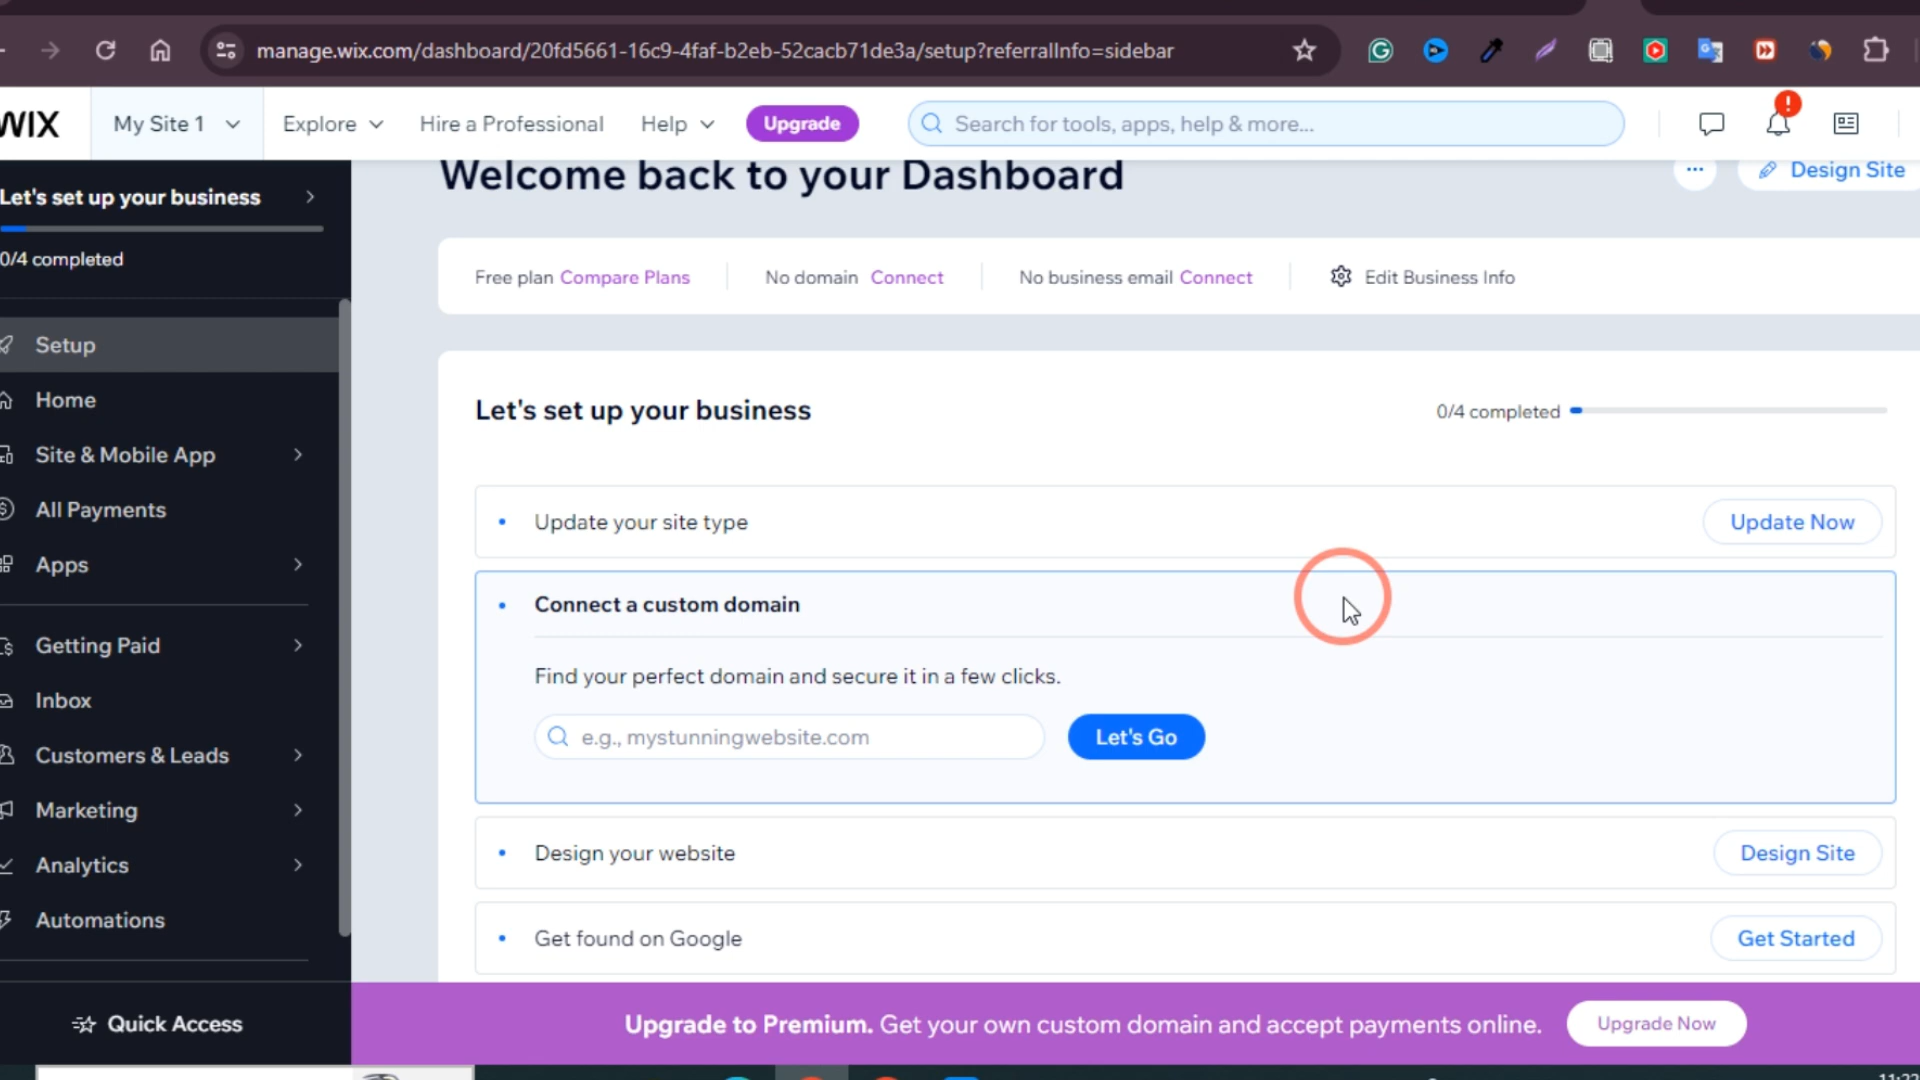 manage.wix.com/dashboard/20fd5661-16c9-4faf-b2eb-52cacb71de3a/setup?referralInfo=sidebar
WIX
My Site 1
Explore
Hire a Professional
Help
Upgrade
Search for tools, apps, help & more...
!
Let's set up your business
0/4 completed
Setup
Home
Site & Mobile App
All Payments
Apps
Getting Paid
Inbox
Customers & Leads
Marketing
Analytics
Automations
Quick Access
Welcome back to your Dashboard
... Design Site
Free plan Compare Plans
No domain Connect
No business email Connect
Edit Business Info
Let's set up your business
0/4 completed
Update your site type
Update Now
Connect a custom domain
Find your perfect domain and secure it in a few clicks.
e.g., mystunningwebsite.com
Let's Go
Design your website
Design Site
Get found on Google
Get Started
Upgrade to Premium. Get your own custom domain and accept payments online.
Upgrade Now